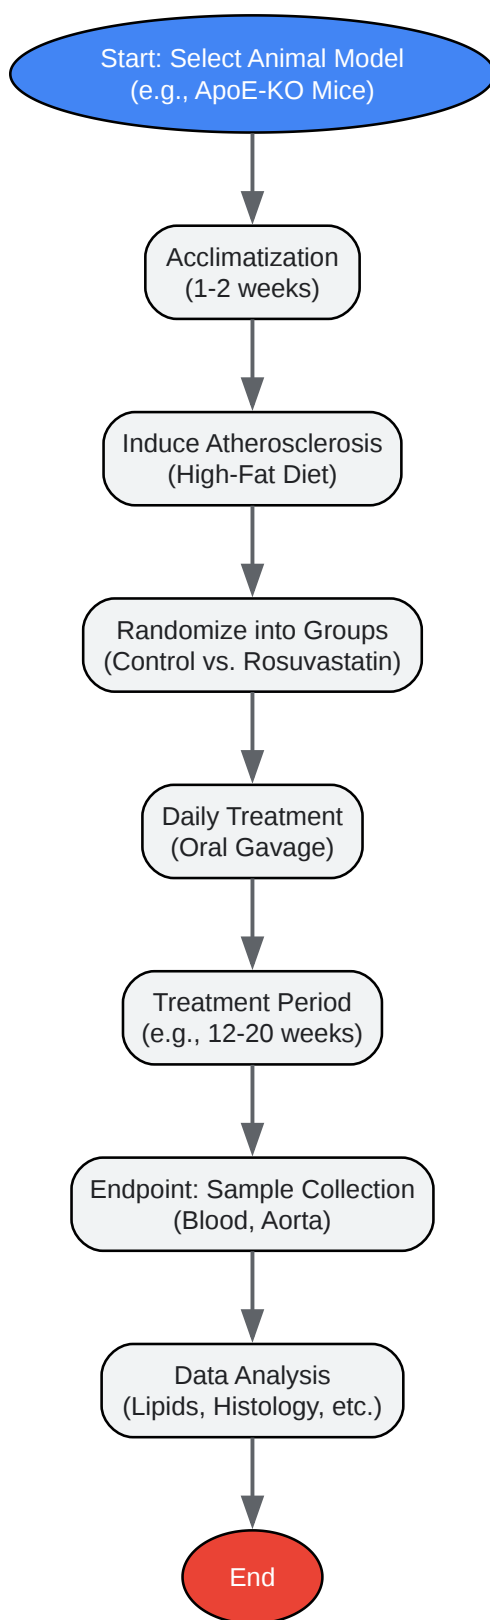 Start: Select Animal Model
(e.g., ApoE-KO Mice)
Acclimatization
(1-2 weeks)
Induce Atherosclerosis
(High-Fat Diet)
Randomize into Groups
(Control vs. Rosuvastatin)
Daily Treatment
(Oral Gavage)
Treatment Period
(e.g., 12-20 weeks)
Endpoint: Sample Collection
(Blood, Aorta)
Data Analysis
(Lipids, Histology, etc.)
End